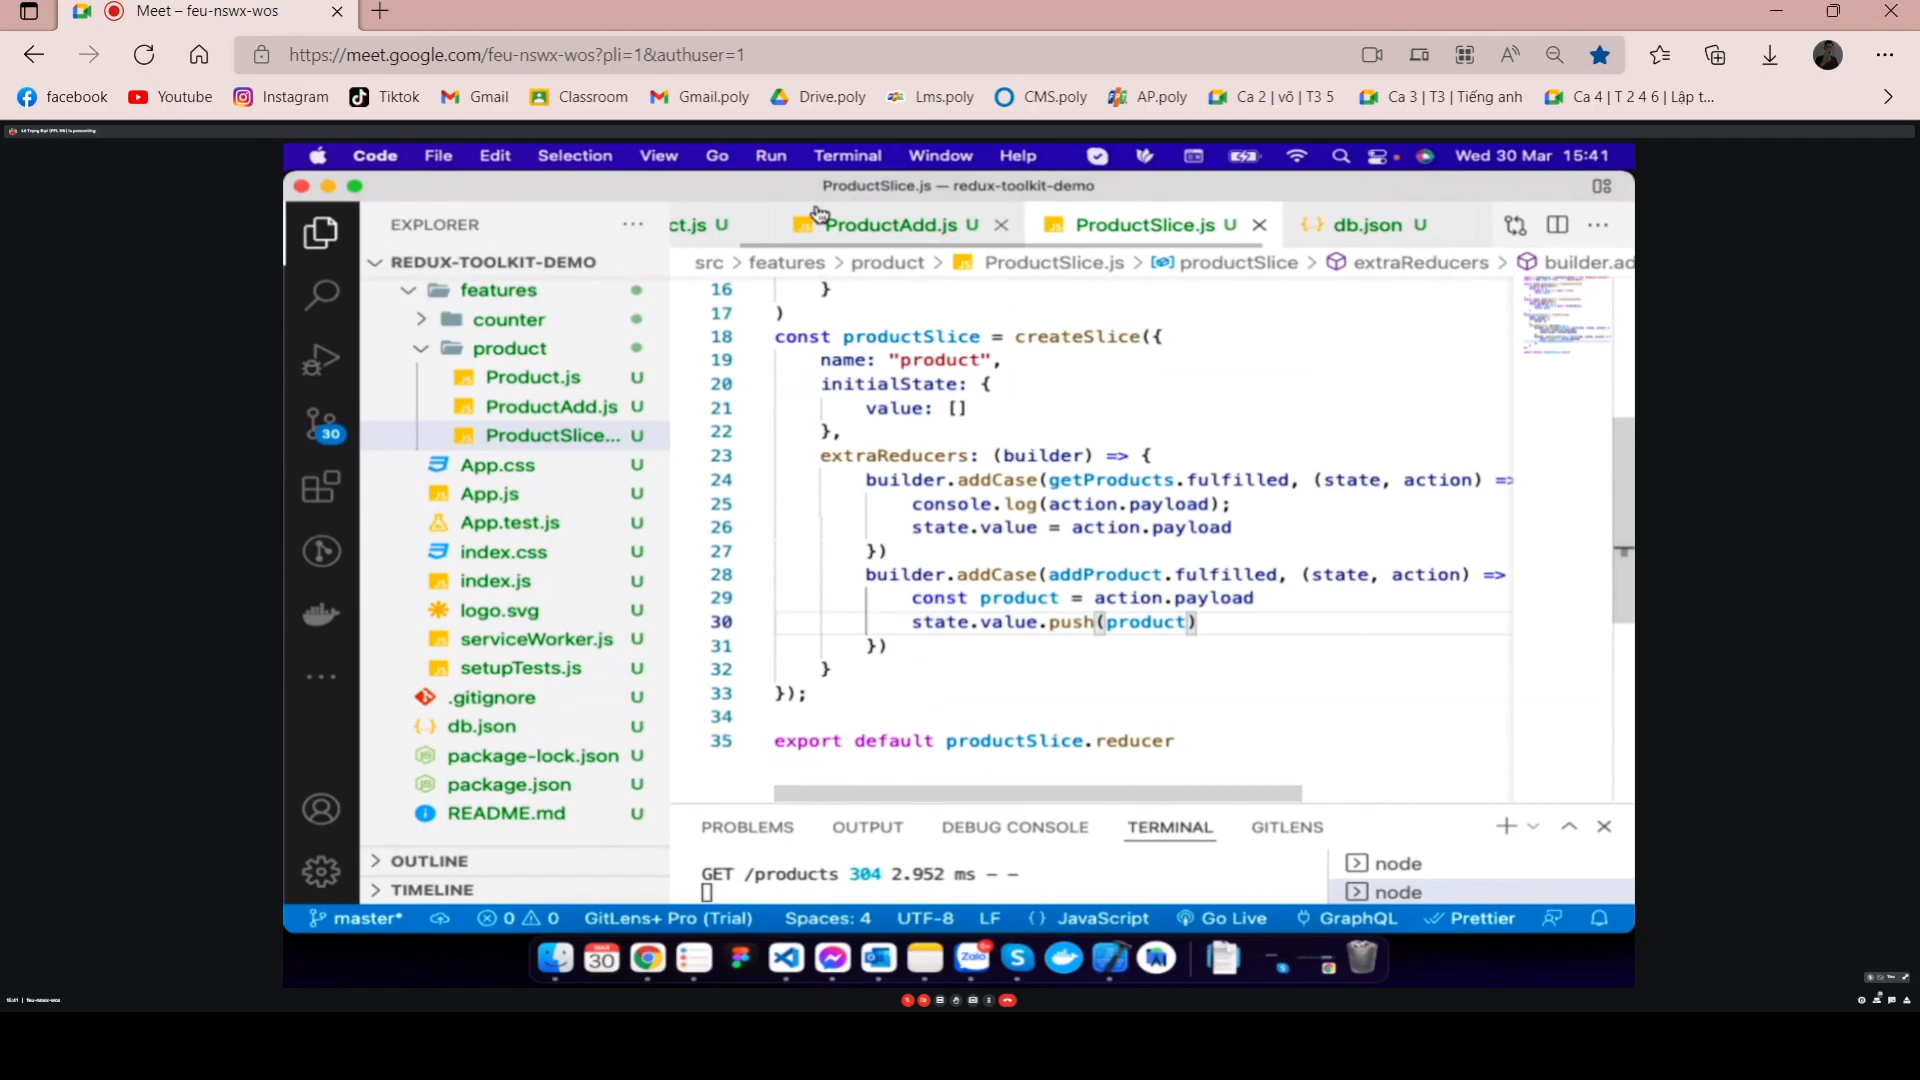 Meet – feu-nswx-wos
https://meet.google.com/feu-nswx-wos?pli=1&authuser=1
facebook Youtube Instagram Tiktok Gmail Classroom Gmail.poly Drive.poly Lms.poly CMS.poly AP.poly Ca 2 | võ | T3 5 Ca 3 | T3 | Tiếng anh Ca 4 | T 2 4 6 | Lập t...
Code File Edit Selection View Go Run Terminal Window Help Wed 30 Mar 15:41
ProductSlice.js — redux-toolkit-demo
EXPLORER ... ct.js U ProductAdd.js U ProductSlice.js U {} db.json U
REDUX-TOOLKIT-DEMO
src > features > product > ProductSlice.js > productSlice > extraReducers > builder.ad
features
counter
product
Product.js U
ProductAdd.js U
ProductSlice... U
App.css U
App.js U
App.test.js U
index.css U
index.js U
logo.svg U
serviceWorker.js U
setupTests.js U
.gitignore U
{} db.json U
package-lock.json U
package.json U
README.md U
OUTLINE
TIMELINE
30
16 }
17 )
18 const productSlice = createSlice({
19 name: "product",
20 initialState: {
21 value: []
22 },
23 extraReducers: (builder) => {
24 builder.addCase(getProducts.fulfilled, (state, action) =>
25 console.log(action.payload);
26 state.value = action.payload
27 })
28 builder.addCase(addProduct.fulfilled, (state, action) =>
29 const product = action.payload
30 state.value.push(product)
31 })
32 }
33 });
34
35 export default productSlice.reducer
PROBLEMS OUTPUT DEBUG CONSOLE TERMINAL GITLENS
GET /products 304 2.952 ms - -
node
node
master* 0 0 GitLens+ Pro (Trial) Spaces: 4 UTF-8 LF {} JavaScript Go Live GraphQL Prettier
30 Zalo
15:41 | feu-nswx-wos